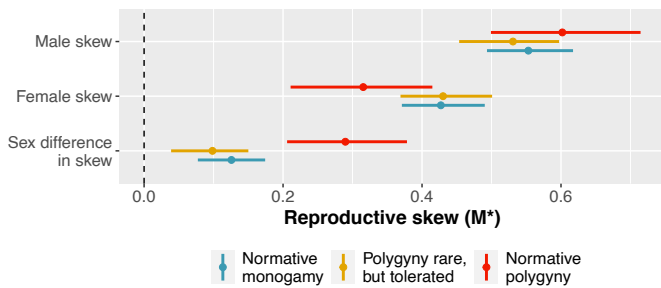 Male skew
Female skew
Sex difference
in skew
0.0 0.2 0.4 0.6
Reproductive skew (M*)
Normative
monogamy
Polygyny rare,
but tolerated
Normative
polygyny